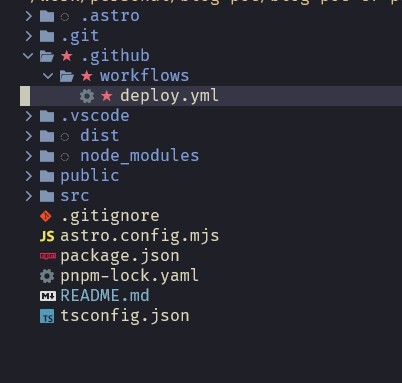 .astro
.git
.github
workflows
deploy.yml
.vscode
dist
node_modules
public
src
.gitignore
JS astro.config.mjs
package.json
pnpm-lock.yaml
README.md
TS tsconfig.json